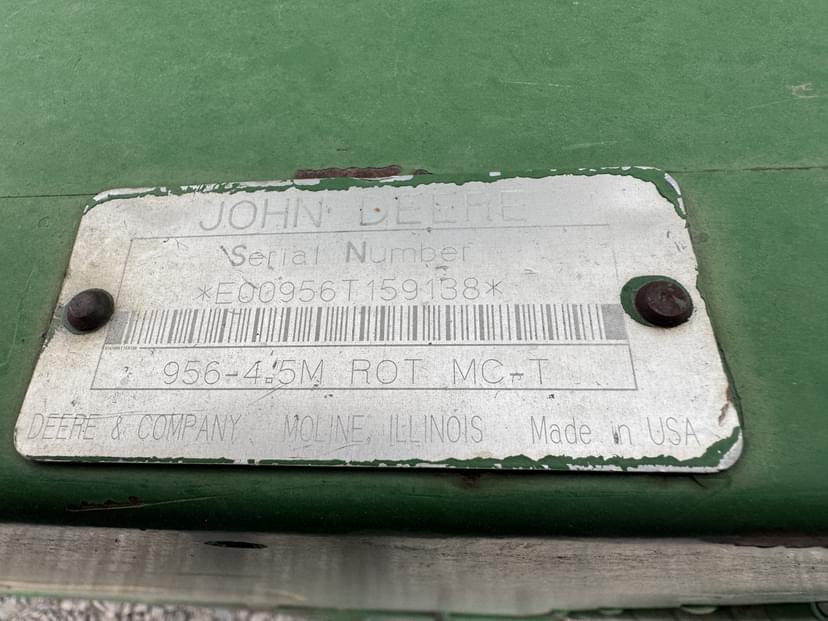 JOHN DEERE
Serial Number
*E00956T159138*
956-4.5M ROT MC-T
DEERE & COMPANY MOLINE, ILLINOIS Made in USA